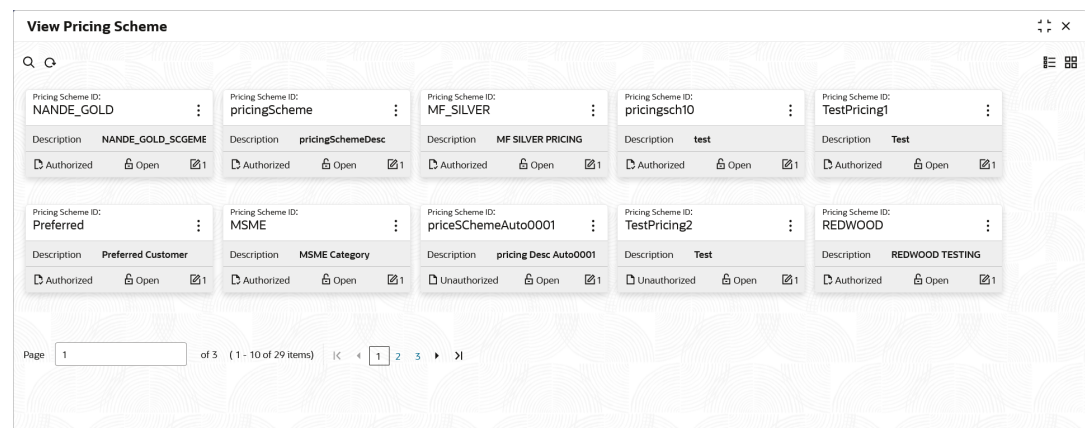 View Pricing Scheme
Pricing Scheme ID: Pricing Scheme ID: Pricing Scheme ID: Pricing Scheme ID: Pricing Scheme ID:
NANDE_GOLD pricingScheme MF_SILVER pricingsch10 TestPricing1
Description NANDE_GOLD_SCGEME Description pricingSchemeDesc Description MF SILVER PRICING Description test Description Test
Authorized Open 1 Authorized Open 1 Authorized Open 1 Authorized Open 1 Authorized Open 1
Pricing Scheme ID: Pricing Scheme ID: Pricing Scheme ID: Pricing Scheme ID: Pricing Scheme ID:
Preferred MSME priceSChemeAuto0001 TestPricing2 REDWOOD
Description Preferred Customer Description MSME Category Description pricing Desc Auto0001 Description Test Description REDWOOD TESTING
Authorized Open 1 Authorized Open 1 Unauthorized Open 1 Unauthorized Open 1 Authorized Open 1
Page 1 of 3 ( 1 - 10 of 29 items) 1 2 3